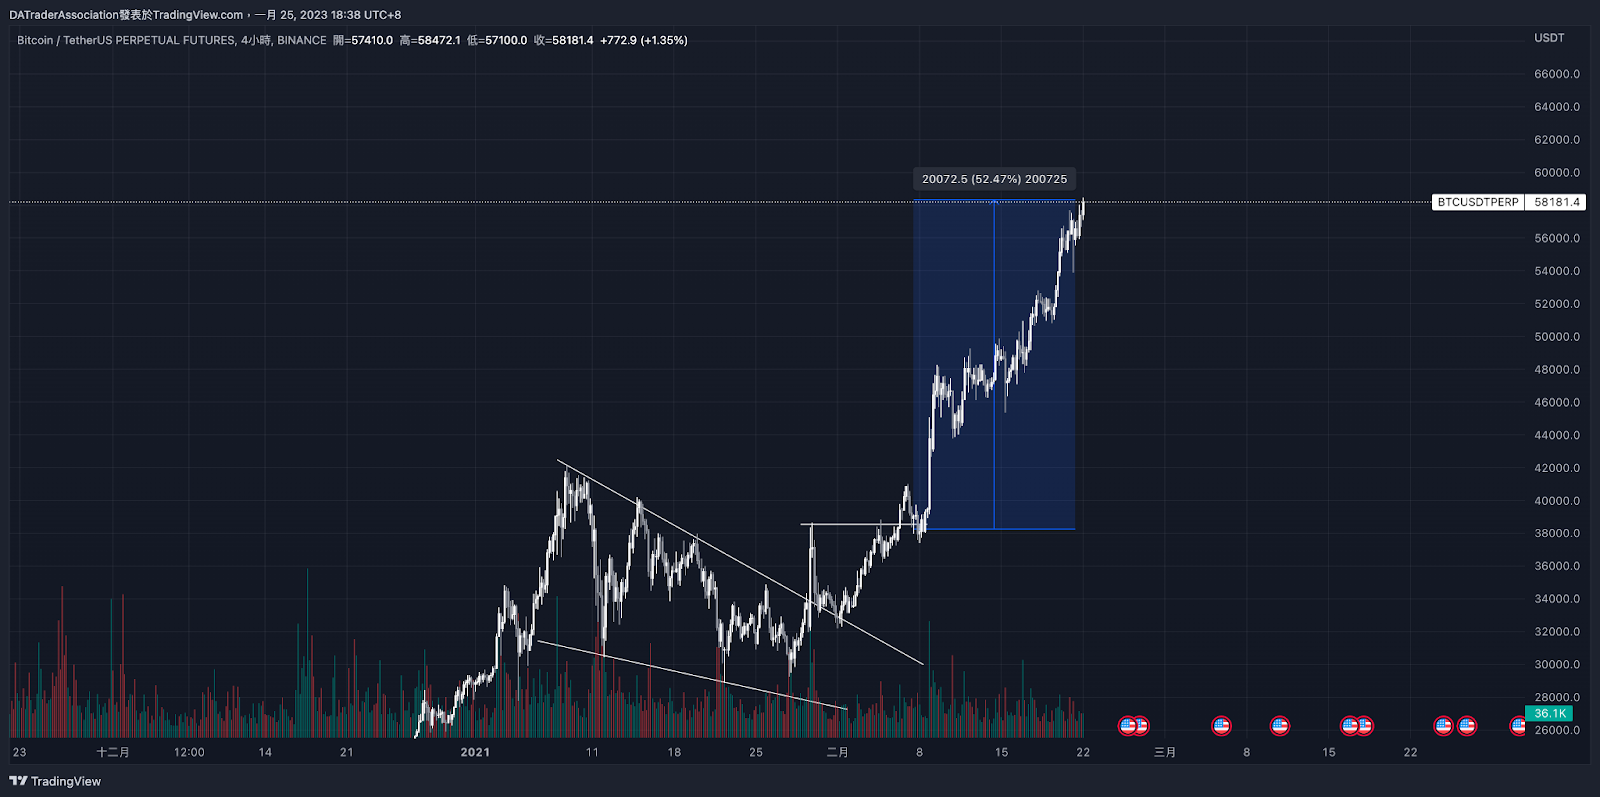 DATraderAssociation發表於TradingView.com，一月 25, 2023 18:38 UTC+8
Bitcoin / TetherUS PERPETUAL FUTURES, 4小時, BINANCE 開=57410.0 高=58472.1 低=57100.0 收=58181.4 +772.9 (+1.35%)
USDT
66000.0
64000.0
62000.0
60000.0
20072.5 (52.47%) 200725
BTCUSDTPERP 58181.4
56000.0
54000.0
52000.0
50000.0
48000.0
46000.0
44000.0
42000.0
40000.0
38000.0
36000.0
34000.0
32000.0
30000.0
28000.0
36.1K
26000.0
23 十二月 12:00 14 21 2021 11 18 25 二月 8 15 22 三月 8 15 22
TradingView